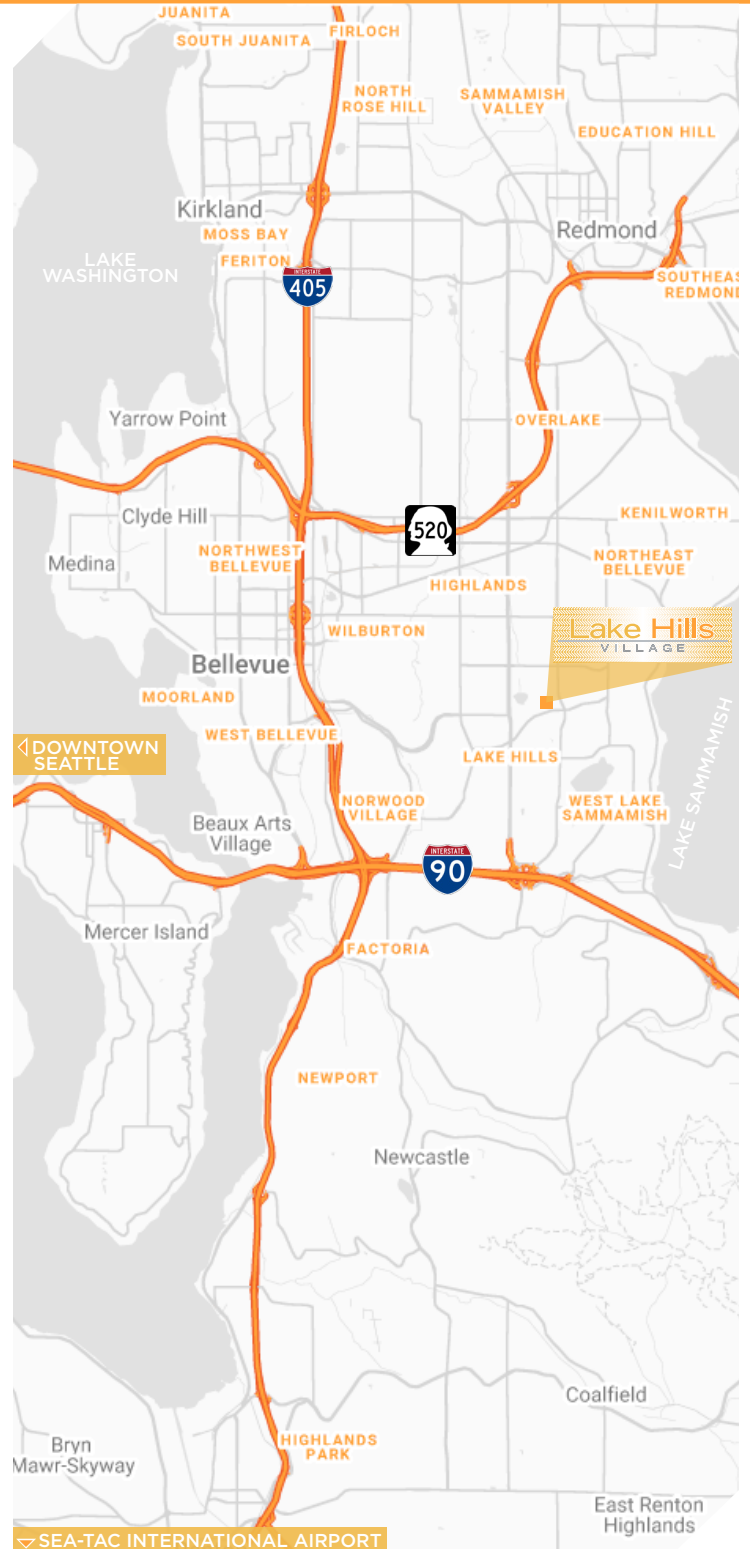 JUANITA
FIRLOCH
SOUTH JUANITA
NORTH
ROSE HILL
SAMMAMISH
VALLEY
EDUCATION HILL
Kirkland
MOSS BAY
Redmond
LAKE
WASHINGTON
FERITON
INTERSTATE
405
SOUTHEAS
REDMOND
Yarrow Point
OVERLAKE
Clyde Hill
520
KENILWORTH
NORTHWEST
BELLEVUE
Medina
NORTHEAST
BELLEVUE
HIGHLANDS
WILBURTON
Lake Hills
VILLAGE
Bellevue
MOORLAND
WEST BELLEVUE
DOWNTOWN
SEATTLE
LAKE HILLS
LAKE SAMMAMISH
NORWOOD
VILLAGE
WEST LAKE
SAMMAMISH
Beaux Arts
Village
INTERSTATE
90
Mercer Island
FACTORIA
NEWPORT
Newcastle
Coalfield
HIGHLANDS
PARK
Bryn
Mawr-Skyway
East Renton
Highlands
SEA-TAC INTERNATIONAL AIRPORT